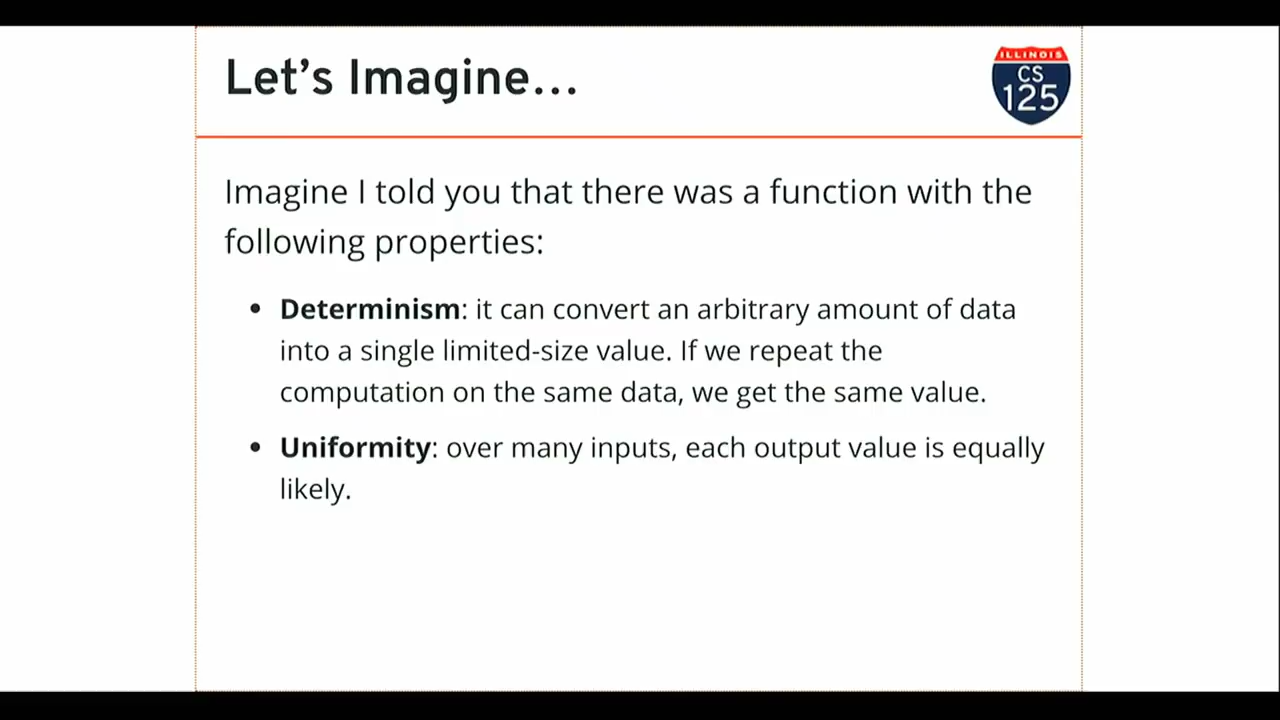 Let's Imagine...
ILLINOIS
CS
125
Imagine I told you that there was a function with the
following properties:
• Determinism: it can convert an arbitrary amount of data
into a single limited-size value. If we repeat the
computation on the same data, we get the same value.
• Uniformity: over many inputs, each output value is equally
likely.